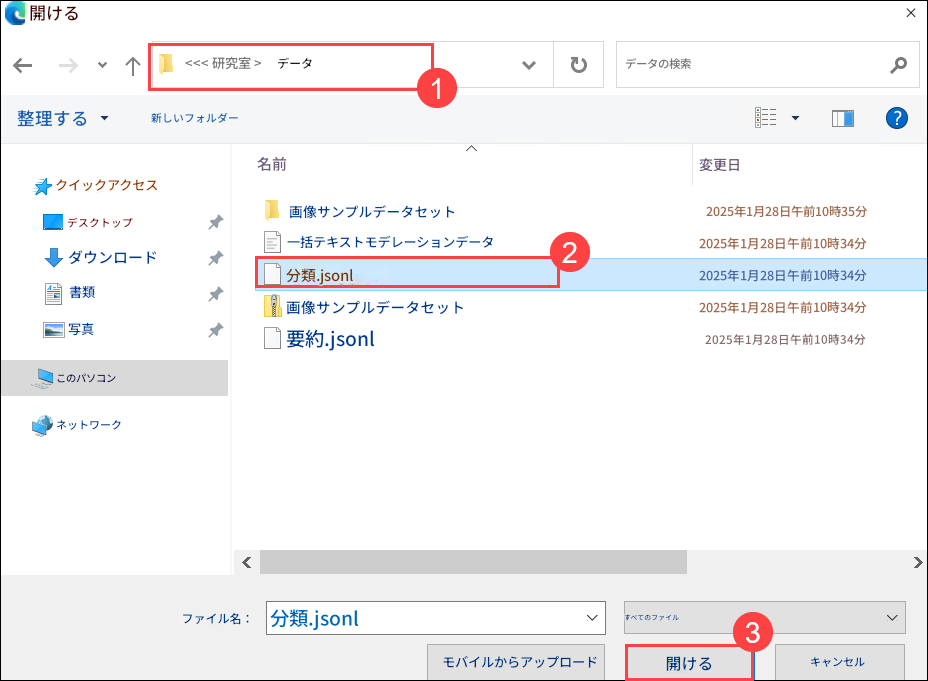 開ける
<<< 研究室 > データ
1
データの検索
整理する
新しいフォルダー
?
名前
変更日
クイックアクセス
デスクトップ
ダウンロード
書類
写真
このパソコン
ネットワーク
画像サンプルデータセット
2025年1月28日午前10時35分
一括テキストモデレーションデータ
2025年1月28日午前10時34分
2
分類.jsonl
2025年1月28日午前10時34分
画像サンプルデータセット
2025年1月28日午前10時34分
要約.jsonl
2025年1月28日午前10時34分
ファイル名：
分類.jsonl
すべてのファイル
3
モバイルからアップロード
開ける
キャンセル